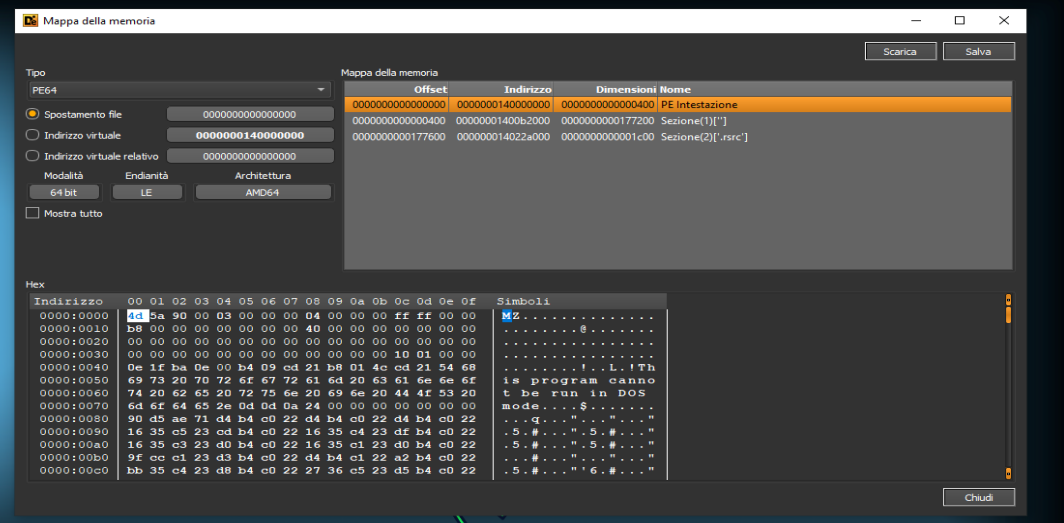 Mappa della memoria
Scarica Salva
Tipo
PE64
Spostamento file 0000000000000000
Indirizzo virtuale 0000000140000000
Indirizzo virtuale relativo 0000000000000000
Modalità Endianità Architettura
64 bit LE AMD64
Mostra tutto
Mappa della memoria
Offset Indirizzo Dimensioni Nome
0000000000000000 0000000140000000 0000000000000400 PE Intestazione
0000000000000400 00000001400b2000 0000000000177200 Sezione(1)['']
0000000000177600 000000014022a000 0000000000001c00 Sezione(2)['.rsrc']
Hex
Indirizzo 00 01 02 03 04 05 06 07 08 09 0a 0b 0c 0d 0e 0f Simboli
0000:0000 4d 5a 90 00 03 00 00 00 04 00 00 00 ff ff 00 00 MZ..............
0000:0010 b8 00 00 00 00 00 00 00 40 00 00 00 00 00 00 00 ........@.......
0000:0020 00 00 00 00 00 00 00 00 00 00 00 00 00 00 00 00 ................
0000:0030 00 00 00 00 00 00 00 00 00 00 00 00 10 01 00 00 ................
0000:0040 0e 1f ba 0e 00 b4 09 cd 21 b8 01 4c cd 21 54 68 ........!..L.!Th
0000:0050 69 73 20 70 72 6f 67 72 61 6d 20 63 61 6e 6e 6f is program canno
0000:0060 74 20 62 65 20 72 75 6e 20 69 6e 20 44 4f 53 20 t be run in DOS
0000:0070 6d 6f 64 65 2e 0d 0d 0a 24 00 00 00 00 00 00 00 mode....$.......
0000:0080 90 d5 ae 71 d4 b4 c0 22 d4 b4 c0 22 d4 b4 c0 22 ...q..."..."..."
0000:0090 16 35 c5 23 cd b4 c0 22 16 35 c4 23 df b4 c0 22 .5.#...".5.#..."
0000:00a0 16 35 c3 23 d0 b4 c0 22 16 35 c1 23 d0 b4 c0 22 .5.#...".5.#..."
0000:00b0 9f cc c1 23 d3 b4 c0 22 d4 b4 c1 22 a2 b4 c0 22 ...#..."..."..."
0000:00c0 bb 35 c4 23 d8 b4 c0 22 27 36 c5 23 d5 b4 c0 22 .5.#..."'6.#..."
Chiudi